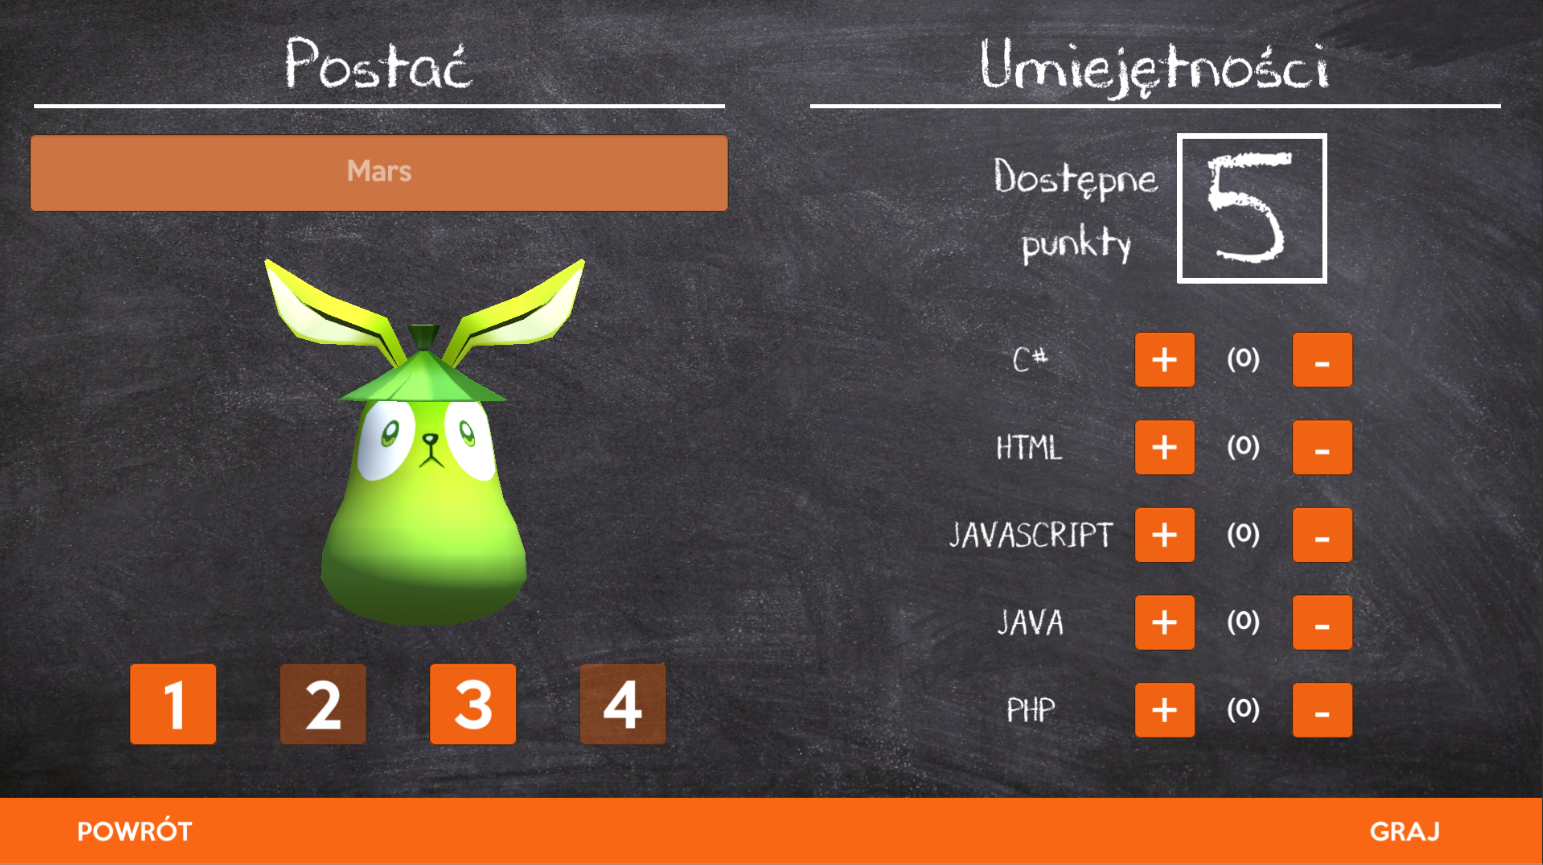 Postać
Mars
1 2 3 4
Umiejętności
Dostępne
punkty
5
C# + (0) -
HTML + (0) -
JAVASCRIPT + (0) -
JAVA + (0) -
PHP + (0) -
POWRÓT
GRAJ